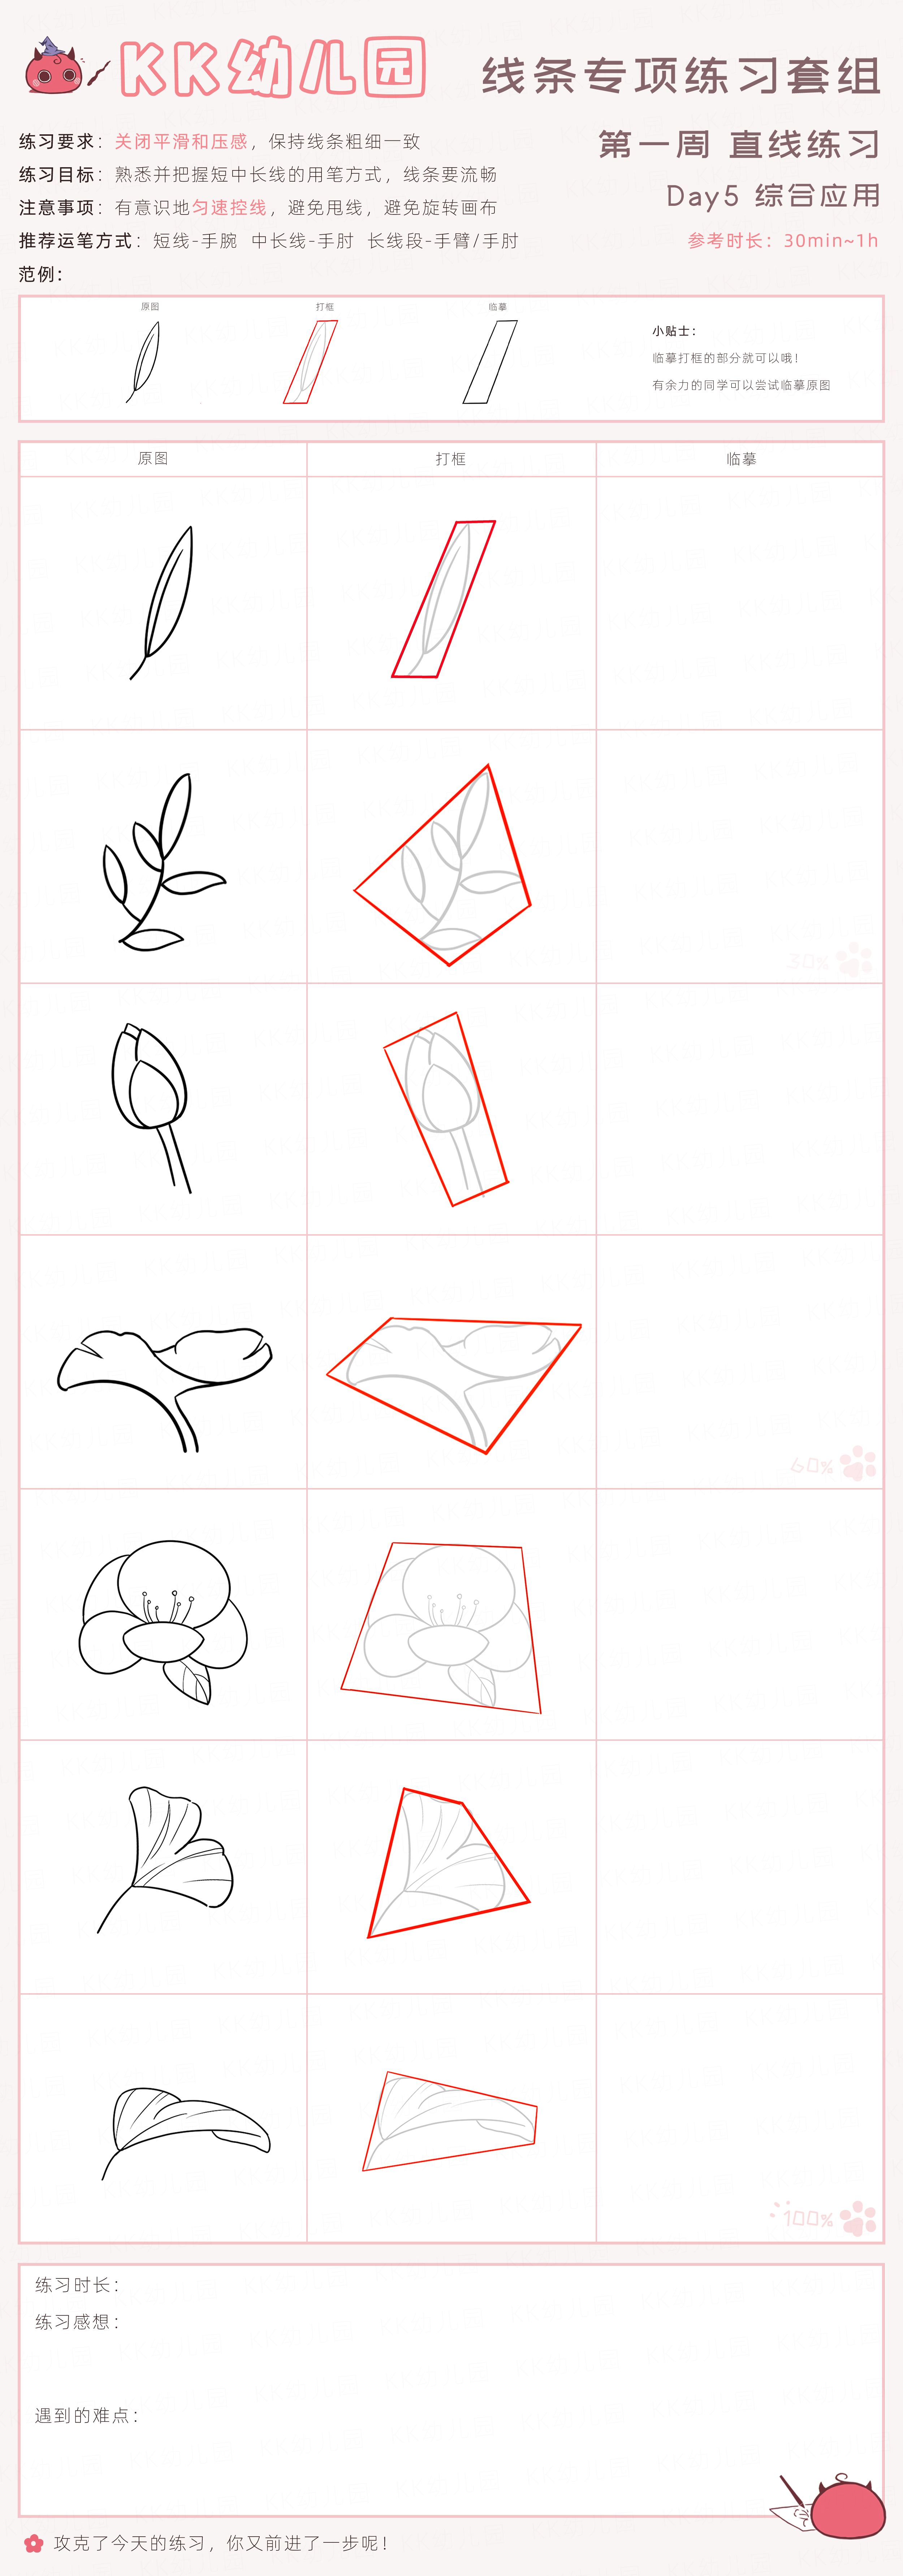 KK幼儿园
线条专项练习套组
第一周 直线练习
Day5 综合应用
参考时长：30min~1h
练习要求：关闭平滑和压感，保持线条粗细一致
练习目标：熟悉并把握短中长线的用笔方式，线条要流畅
注意事项：有意识地匀速控线，避免甩线，避免旋转画布
推荐运笔方式：短线-手腕 中长线-手肘 长线段-手臂/手肘
范例：
原图 打框 临摹
小贴士：
临摹打框的部分就可以哦！
有余力的同学可以尝试临摹原图
原图 打框 临摹
30%
60%
100%
练习时长：
练习感想：
遇到的难点：
攻克了今天的练习，你又前进了一步呢！